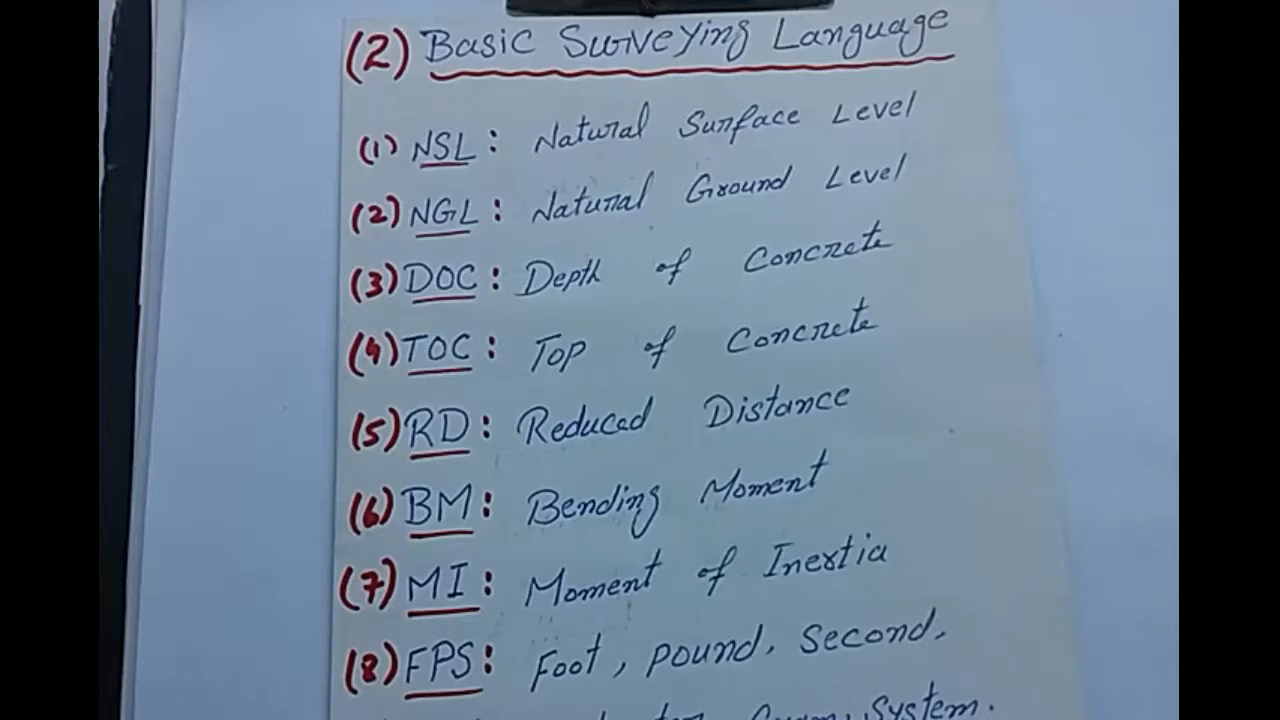 (2) Basic Surveying Language
(1) NSL : Natural Surface Level
(2) NGL : Natural Ground Level
(3) DOC : Depth of Concrete
(4) TOC : Top of Concrete
(5) RD : Reduced Distance
(6) BM : Bending Moment
(7) MI : Moment of Inertia
(8) FPS : Foot, pound, second,
System.